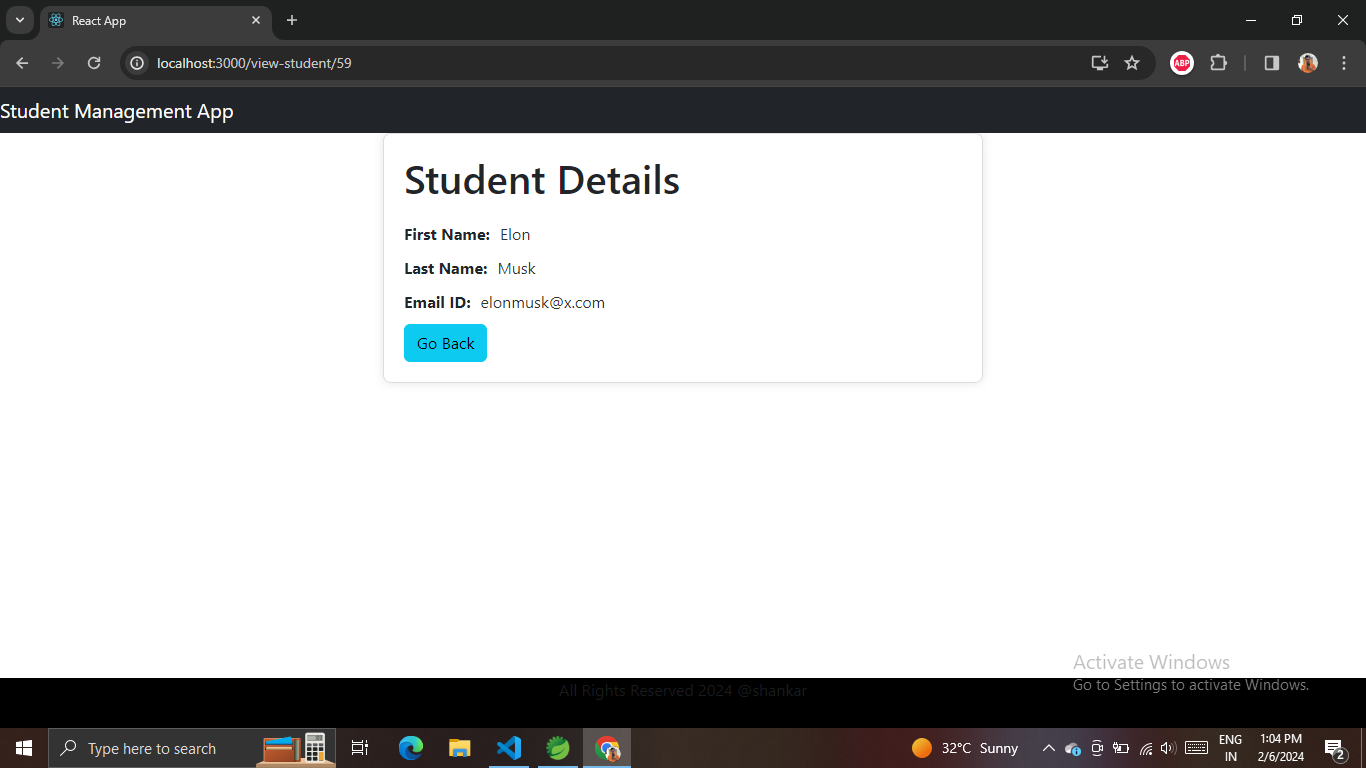 React App
localhost:3000/view-student/59
ABP
Student Management App
Student Details
First Name: Elon
Last Name: Musk
Email ID: elonmusk@x.com
Go Back
Activate Windows
Go to Settings to activate Windows.
All Rights Reserved 2024 @shankar
Type here to search
32°C Sunny
ENG
IN
1:04 PM
2/6/2024
2